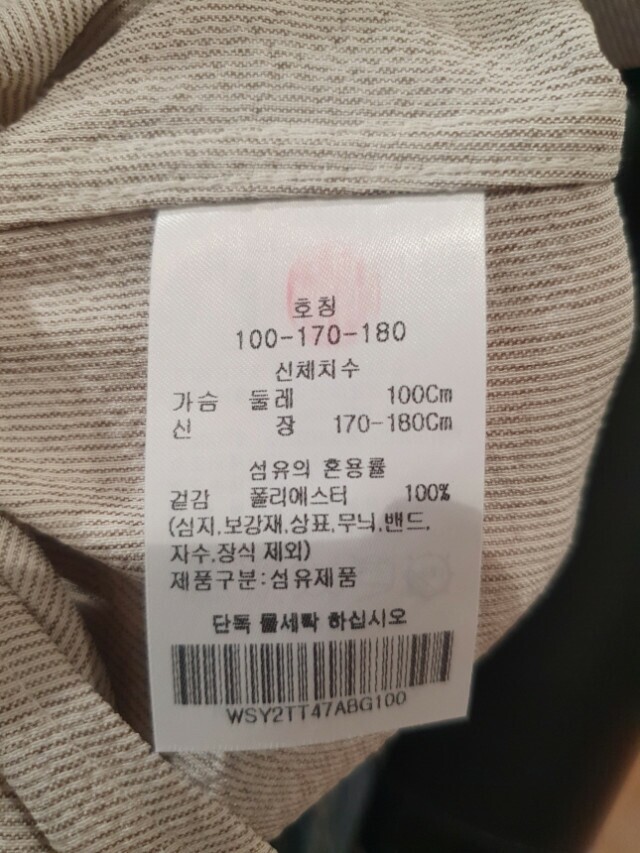 호칭
100-170-180
신체치수
가슴 둘레 100Cm
신 장 170-180Cm
섬유의 혼용률
겉감 폴리에스터 100%
(심지,보강재,상표,무늬,밴드,
자수,장식 제외)
제품구분:섬유제품
단독 물세탁 하십시오
WSY2TT47ABG100